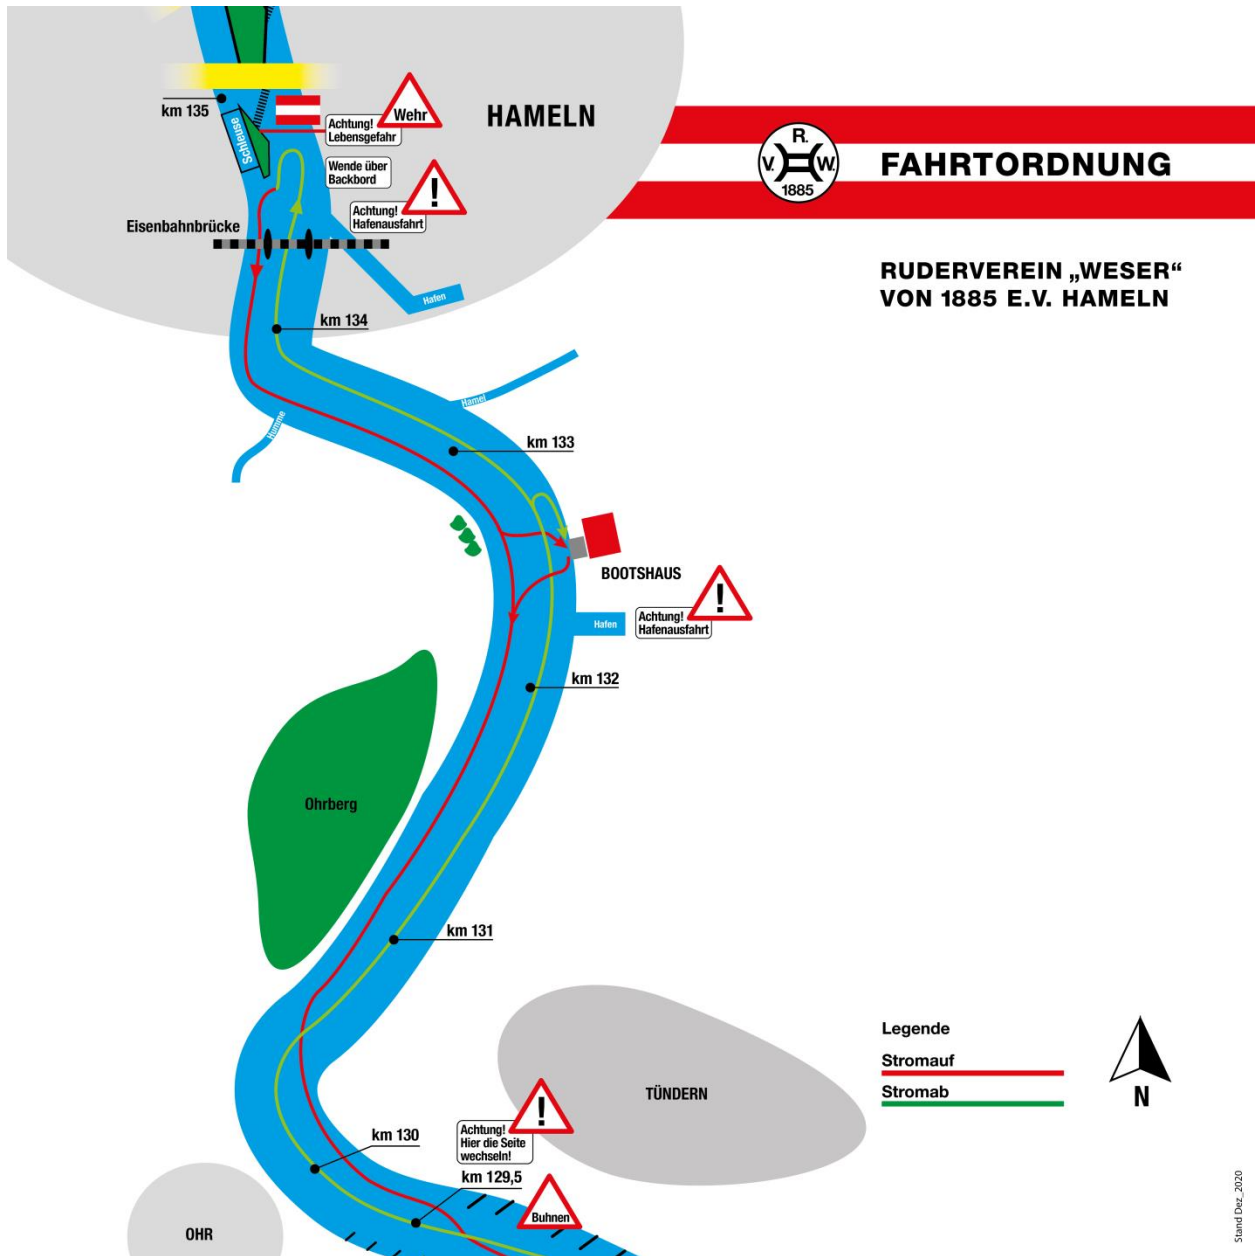 km 135
Schleuse
Achtung!
Lebensgefahr
Wehr
HAMELN
Wende über
Backbord
Achtung!
Hafenausfahrt
!
Eisenbahnbrücke
Hafen
km 134
R.
V. W.
1885
FAHRTORDNUNG
RUDERVEREIN „WESER“
VON 1885 E.V. HAMELN
Hamel
Humme
km 133
BOOTSHAUS
Hafen
Achtung!
Hafenausfahrt
!
km 132
Ohrberg
km 131
TÜNDERN
Achtung!
Hier die Seite
wechseln!
!
km 130
km 129,5
Buhnen
OHR
Legende
Stromauf
Stromab
N
Stand Dez_2020